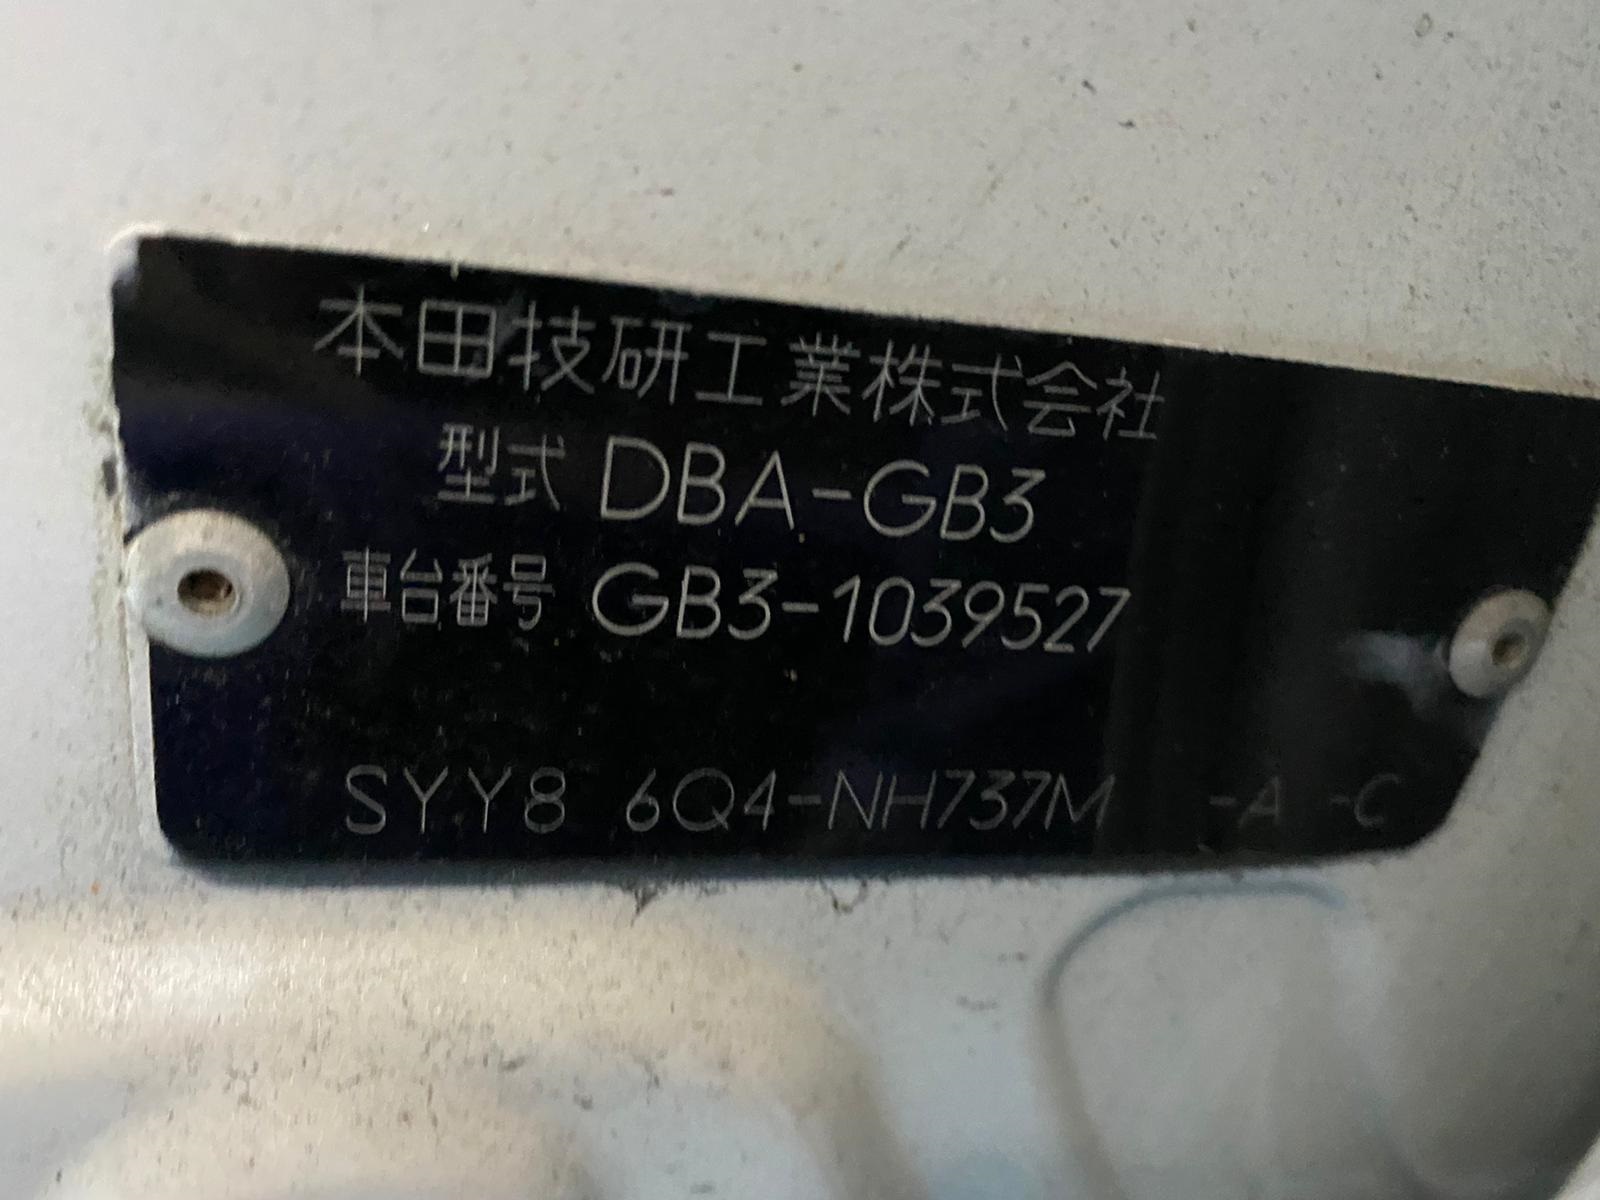 本田技研工業株式会社
型式 DBA-GB3
車台番号 GB3-1039527
SYY8 6Q4-NH737M -A -C